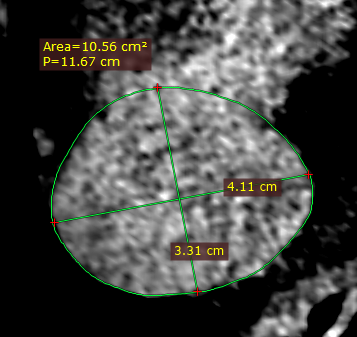 Area=10.56 cm²
P=11.67 cm
4.11 cm
3.31 cm